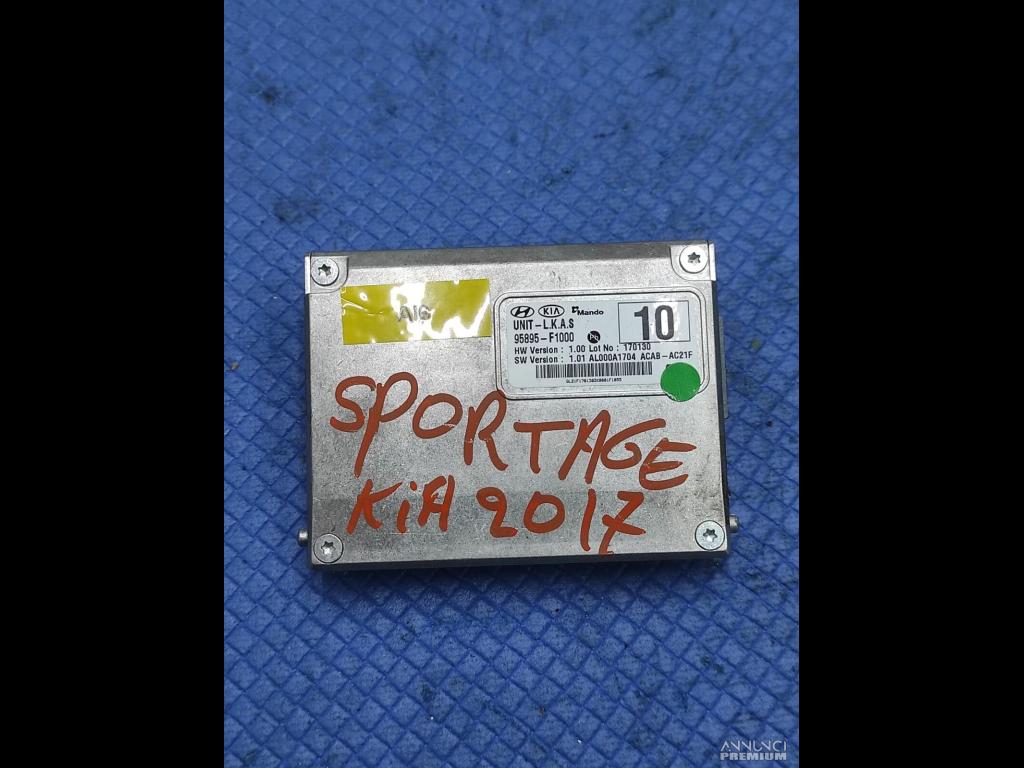 AIG
KIA Mando
10
UNIT-L.K.A.S
95895-F1000
HW Version : 1.00 Lot No : 170130
SW Version : 1.01 AL000A1704 ACAB-AC21F
SPORTAGE
KiA 2017
ANNUNCI
PREMIUM